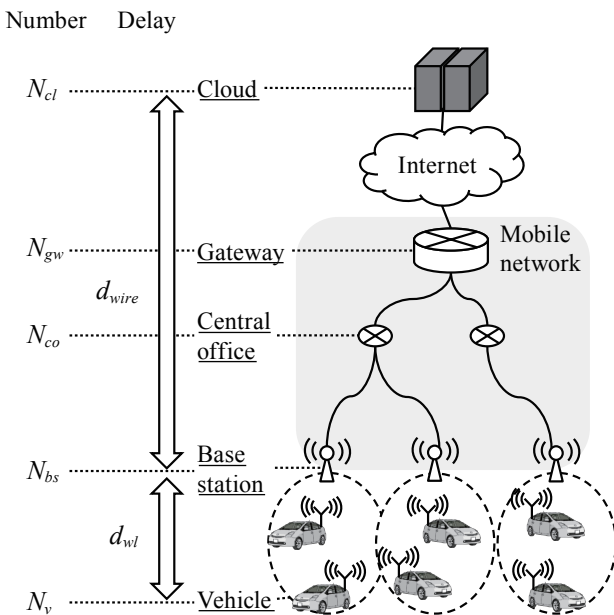 Number Delay
N_cl Cloud
Internet
N_gw Gateway
Mobile
network
d_wire
N_co Central
office
N_bs Base
station
d_wl
N_v Vehicle